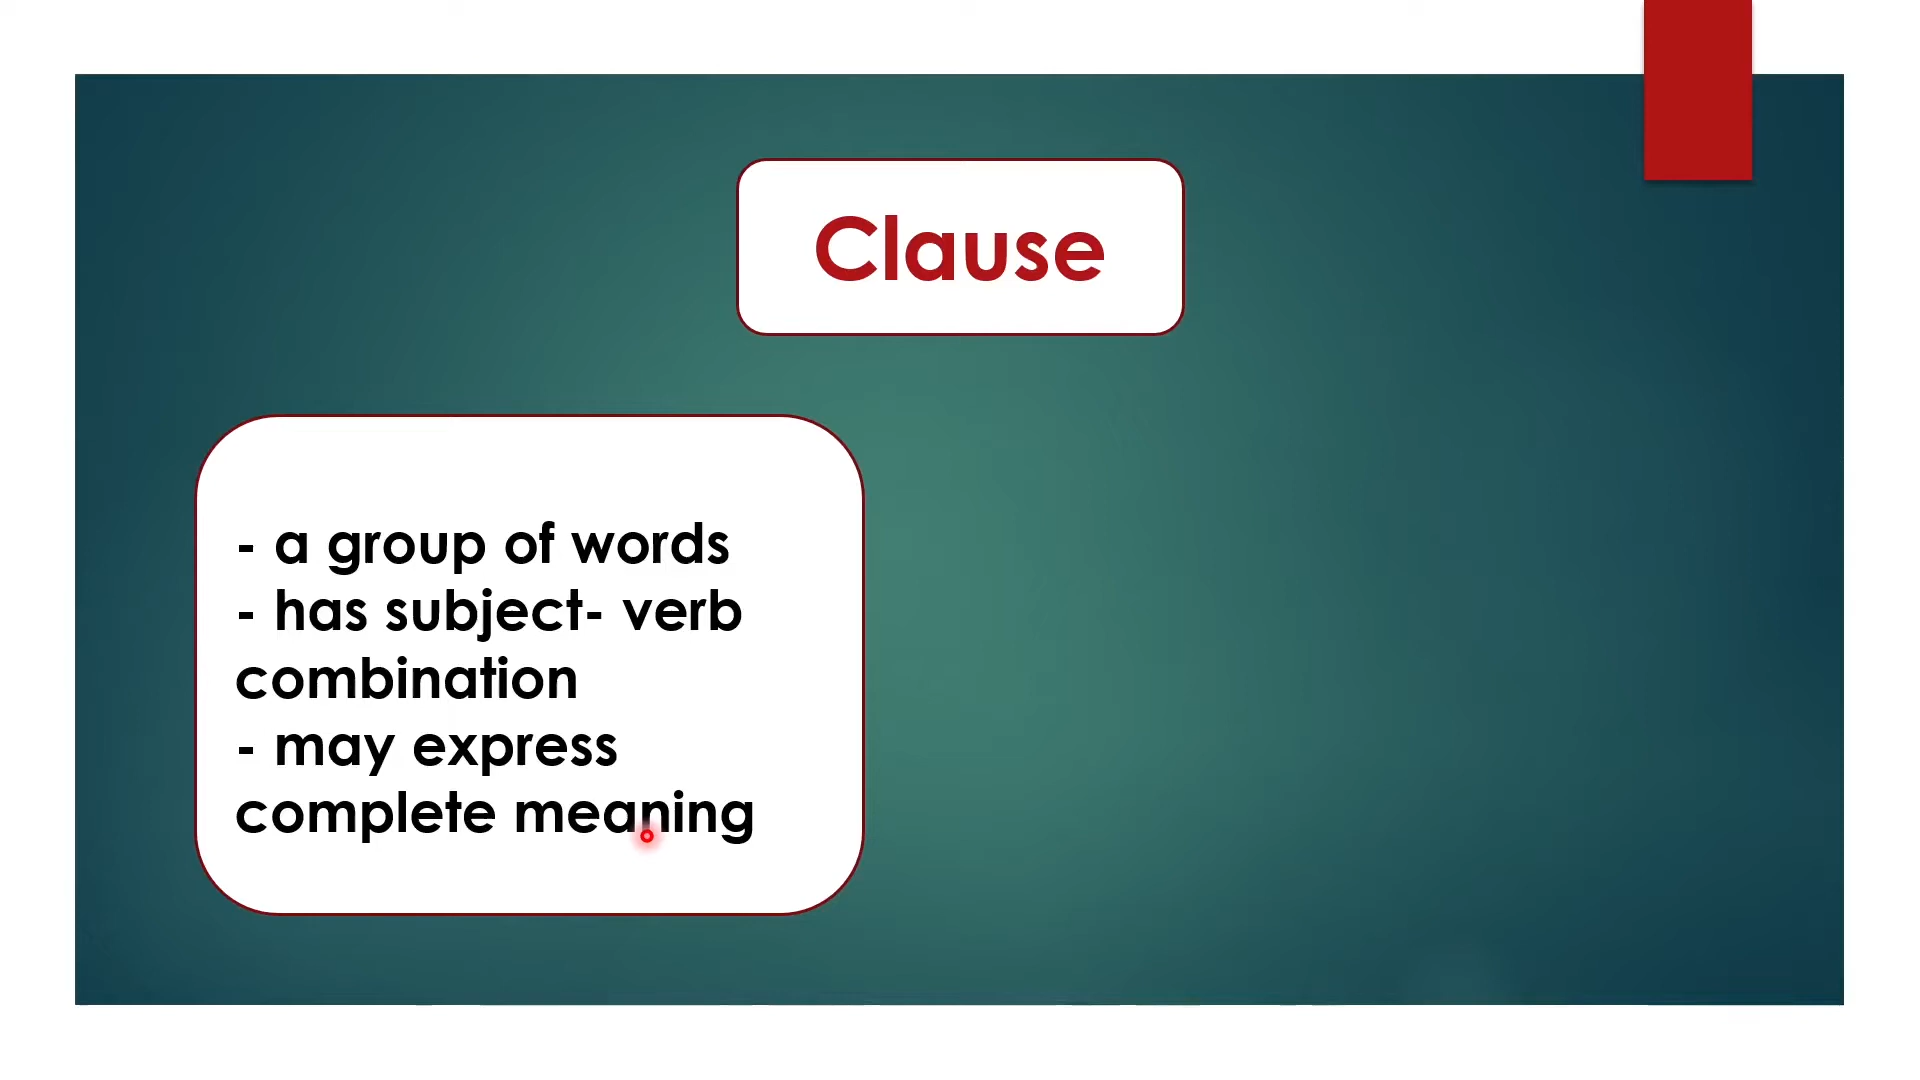 Clause
- a group of words
- has subject- verb
combination
- may express
complete meaning